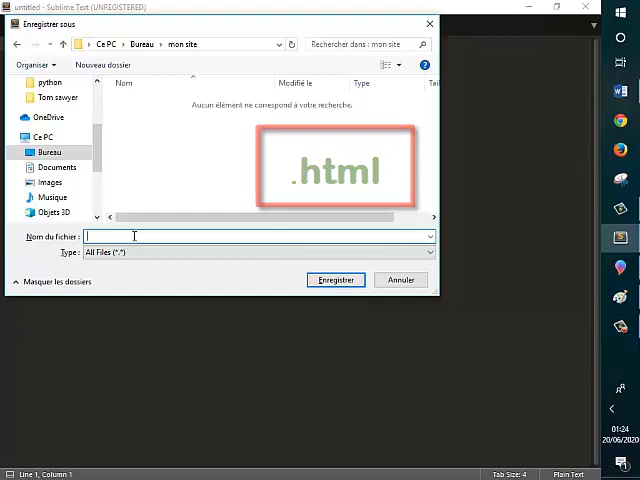 untitled - Sublime Text (UNREGISTERED)
Enregistrer sous
Ce PC > Bureau > mon site
Rechercher dans : mon site
Organiser
Nouveau dossier
Nom
Modifié le
Type
Tail
python
Tom sawyer
OneDrive
Ce PC
Bureau
Documents
Images
Musique
Objets 3D
Aucun élément ne correspond à votre recherche.
.html
Nom du fichier :
Type : All Files (*.*)
Masquer les dossiers
Enregistrer
Annuler
01:24
20/06/2020
Line 1, Column 1
Tab Size: 4
Plain Text